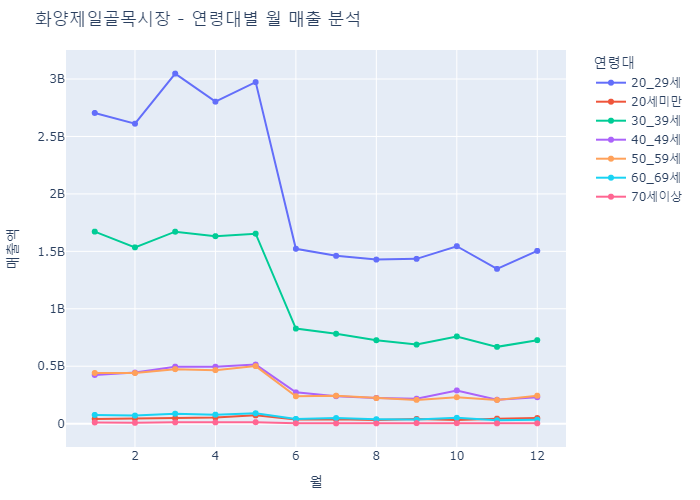 화양제일골목시장 - 연령대별 월 매출 분석
연령대
20_29세
20세미만
30_39세
40_49세
50_59세
60_69세
70세이상
3B
2.5B
2B
1.5B
1B
0.5B
0
매출액
2 4 6 8 10 12
월